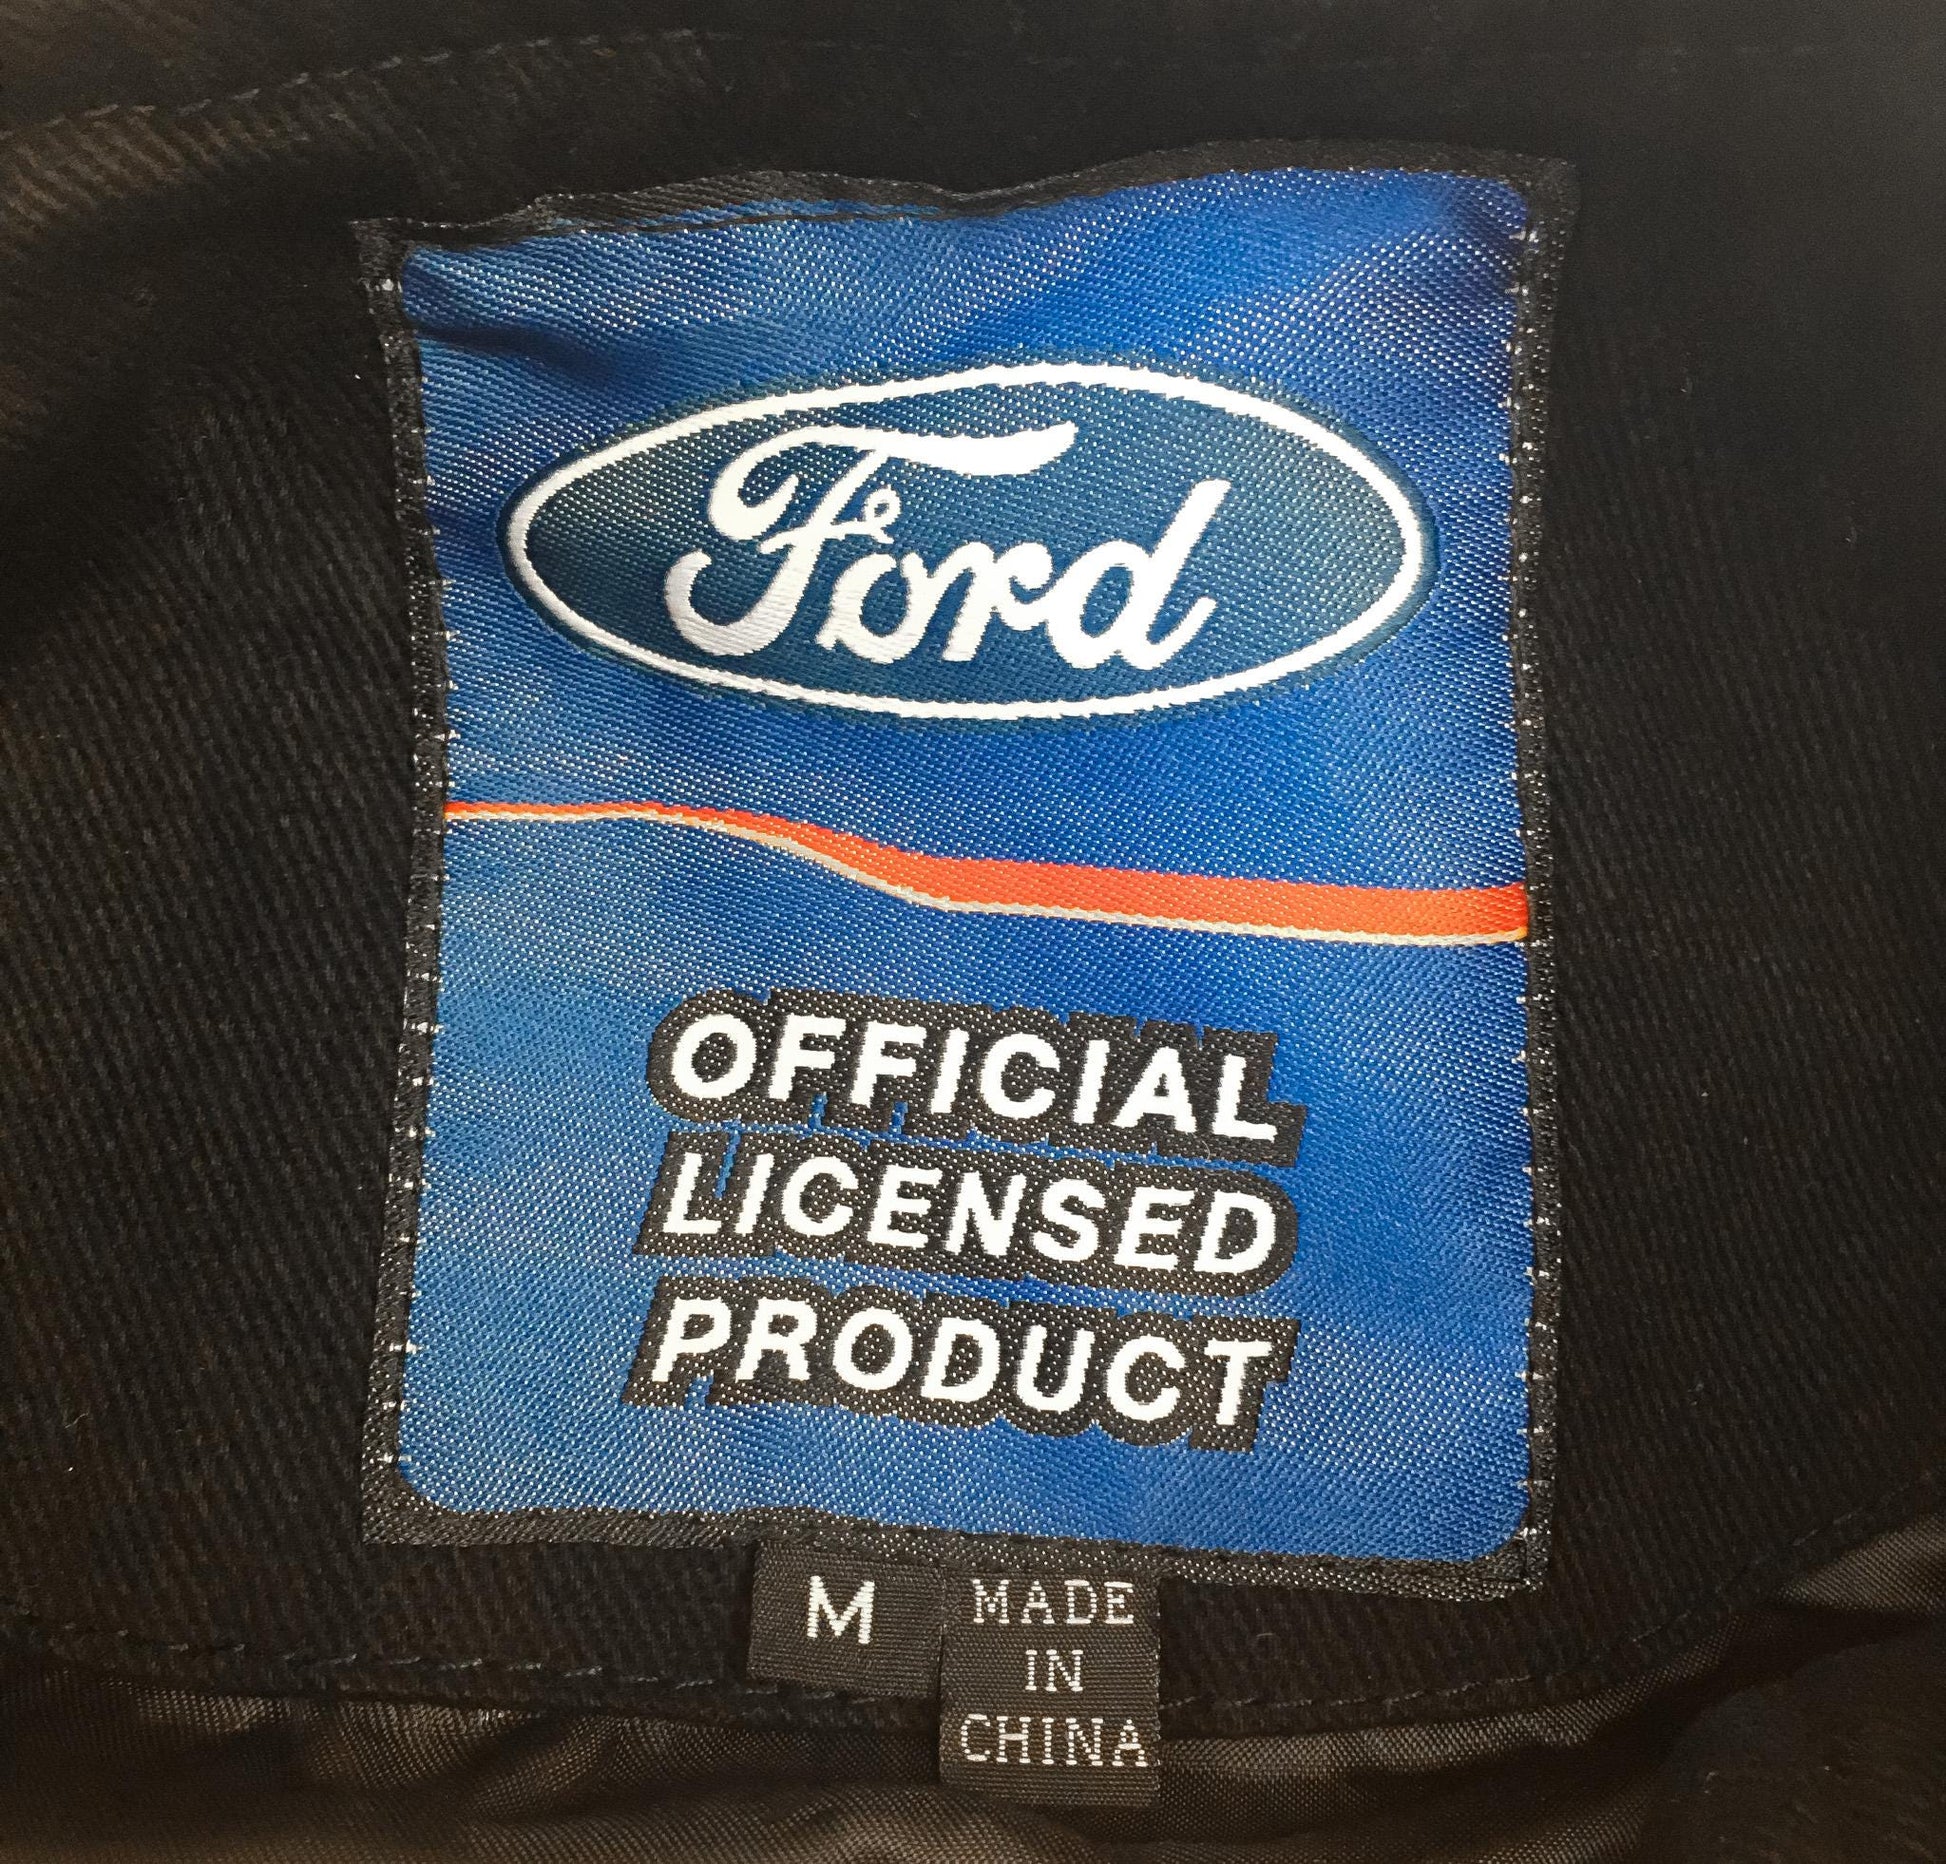 Ford
OFFICIAL
LICENSED
PRODUCT
M
MADE
IN
CHINA